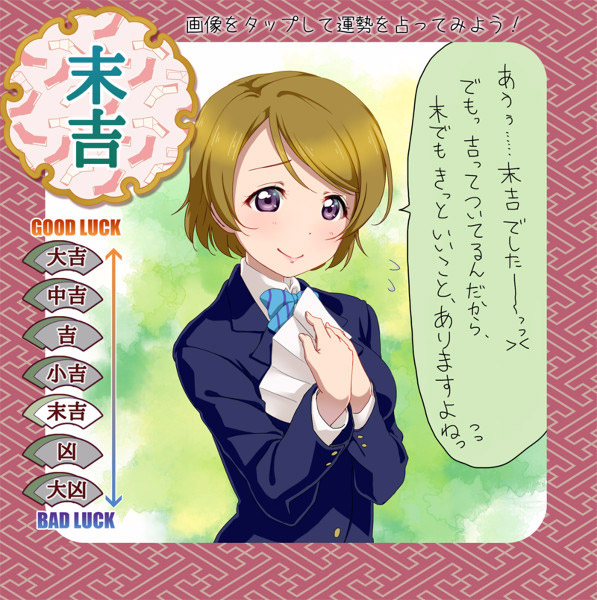 画像をタップして運勢を占ってみよう!
末吉
GOOD LUCK
大吉
中吉
吉
小吉
末吉
凶
大凶
BAD LUCK
あうぅ……末吉でした〜〜っ><
でもっ吉ってついてるんだから、
末でもきっといいこと、ありますよねっ